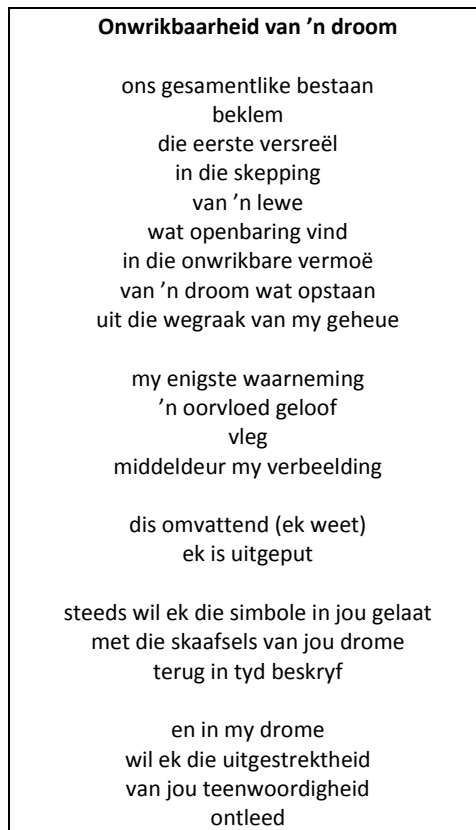 Onwrikbaarheid van ’n droom
ons gesamentlike bestaan
beklem
die eerste versreël
in die skepping
van ’n lewe
wat openbaring vind
in die onwrikbare vermoë
van ’n droom wat opstaan
uit die wegraak van my geheue
my enigste waarneming
’n oorvloed geloof
vleg
middeldeur my verbeelding
dis omvattend (ek weet)
ek is uitgeput
steeds wil ek die simbole in jou gelaat
met die skaafsels van jou drome
terug in tyd beskryf
en in my drome
wil ek die uitgestrektheid
van jou teenwoordigheid
ontleed